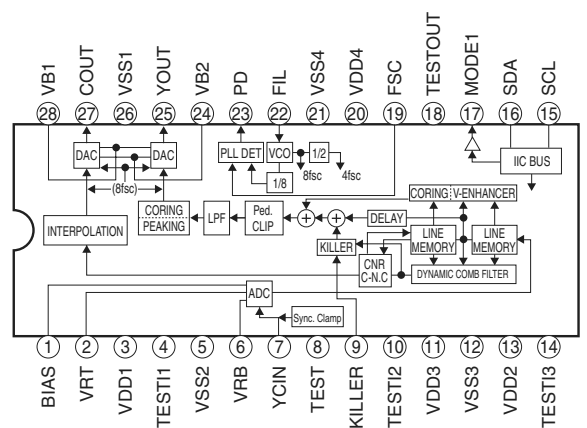 VB1 COUT VSS1 YOUT VB2 PD FIL VSS4 VDD4 FSC TESTOUT MODE1 SDA SCL
28 27 26 25 24 23 22 21 20 19 18 17 16 15
DAC DAC PLL DET VCO 1/2 IIC BUS
(8fsc) 8fsc 4fsc
1/8
CORING V-ENHANCER
INTERPOLATION
CORING
PEAKING
LPF
Ped.
CLIP
+ +
DELAY
KILLER
LINE
MEMORY
LINE
MEMORY
CNR
C-N.C
DYNAMIC COMB FILTER
ADC
Sync. Clamp
1 2 3 4 5 6 7 8 9 10 11 12 13 14
BIAS VRT VDD1 TESTI1 VSS2 VRB YCIN TEST KILLER TESTI2 VDD3 VSS3 VDD2 TESTI3